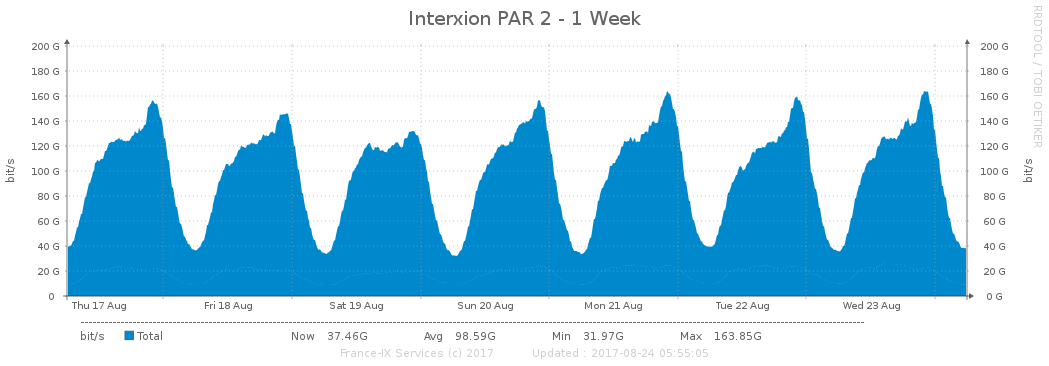 Interxion PAR 2 - 1 Week
RRDTOOL / TOBI OETIKER
bit/s
200 G 200 G
180 G 180 G
160 G 160 G
140 G 140 G
120 G 120 G
100 G 100 G
80 G 80 G
60 G 60 G
40 G 40 G
20 G 20 G
0 0 G
bit/s
Thu 17 Aug Fri 18 Aug Sat 19 Aug Sun 20 Aug Mon 21 Aug Tue 22 Aug Wed 23 Aug
bit/s Total Now 37.46G Avg 98.59G Min 31.97G Max 163.85G
France-IX Services (c) 2017 Updated : 2017-08-24 05:55:05